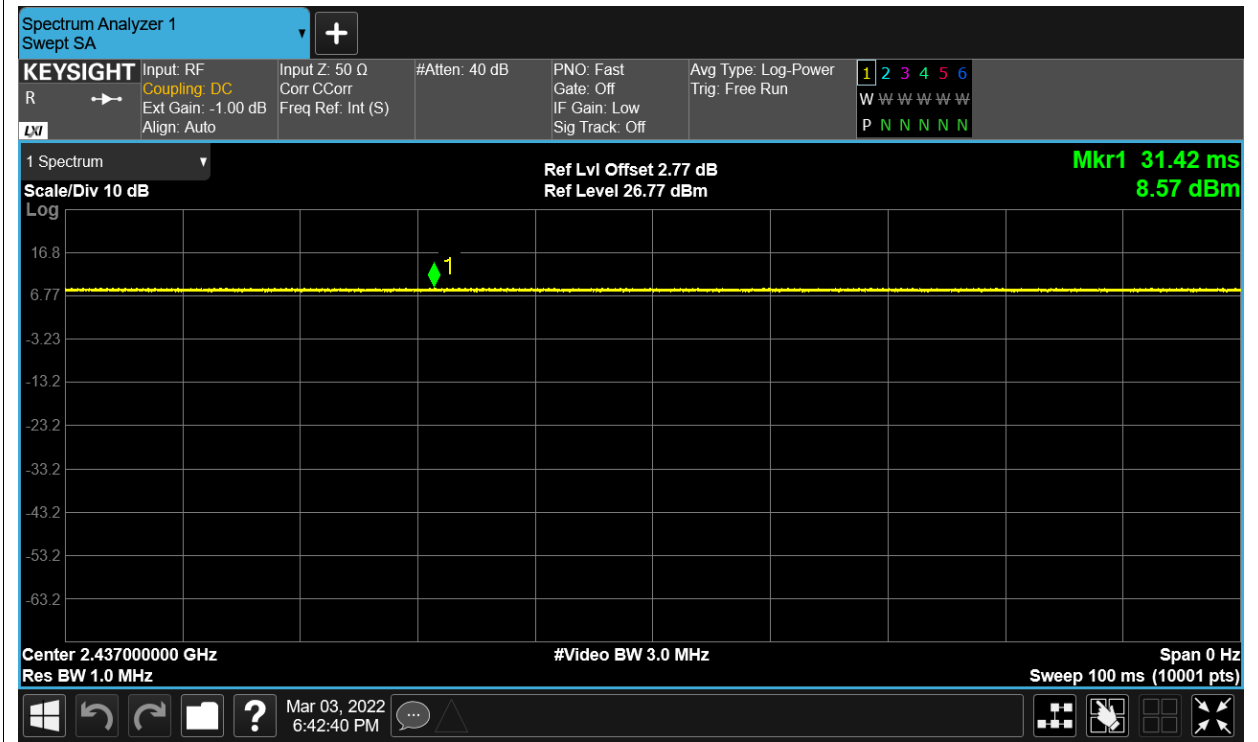 Spectrum Analyzer 1
Swept SA
KEYSIGHT
R
LXI
Input: RF
Coupling: DC
Ext Gain: -1.00 dB
Align: Auto
Input Z: 50 Ω
Corr CCorr
Freq Ref: Int (S)
#Atten: 40 dB
PNO: Fast
Gate: Off
IF Gain: Low
Sig Track: Off
Avg Type: Log-Power
Trig: Free Run
1 2 3 4 5 6
W W W W W W
P N N N N N
1 Spectrum
Scale/Div 10 dB
Ref Lvl Offset 2.77 dB
Ref Level 26.77 dBm
Mkr1 31.42 ms
8.57 dBm
Log
16.8
1
6.77
-3.23
-13.2
-23.2
-33.2
-43.2
-53.2
-63.2
Center 2.437000000 GHz
#Video BW 3.0 MHz
Span 0 Hz
Res BW 1.0 MHz
Sweep 100 ms (10001 pts)
?
Mar 03, 2022
6:42:40 PM